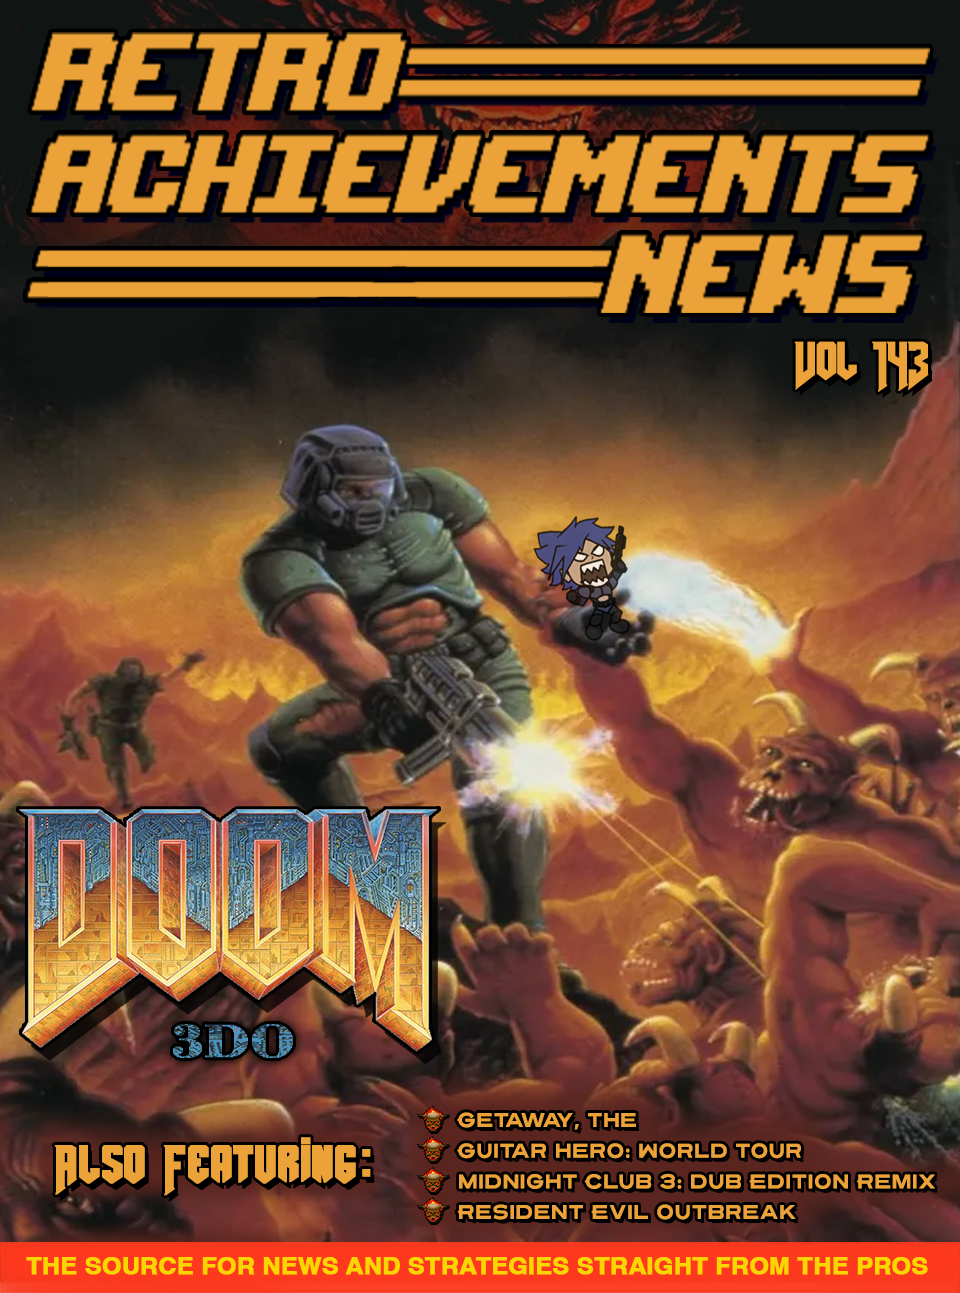 RETRO
ACHIEVEMENTS
NEWS
VOL 143
DOOM
3DO
ALSO FEATURING:
GETAWAY, THE
GUITAR HERO: WORLD TOUR
MIDNIGHT CLUB 3: DUB EDITION REMIX
RESIDENT EVIL OUTBREAK
THE SOURCE FOR NEWS AND STRATEGIES STRAIGHT FROM THE PROS